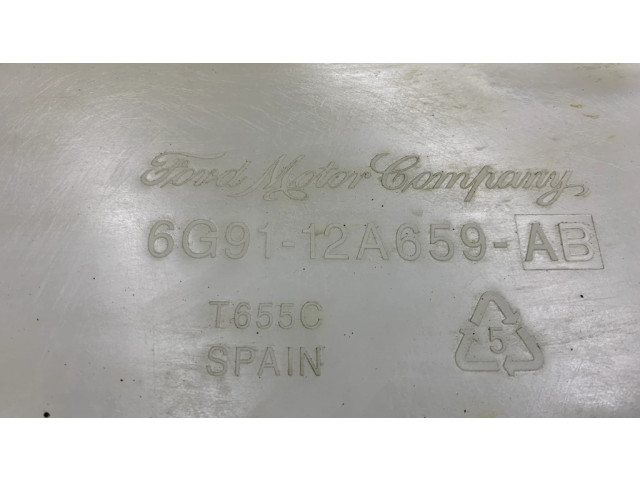 Ford Motor Company
6G91-12A659-AB
T655C
SPAIN
5